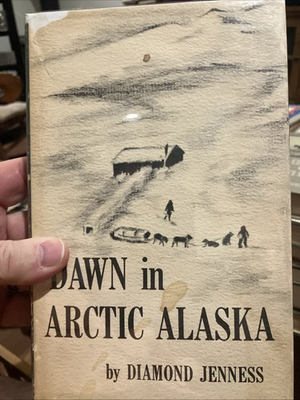 DAWN in
ARCTIC ALASKA
by DIAMOND JENNESS